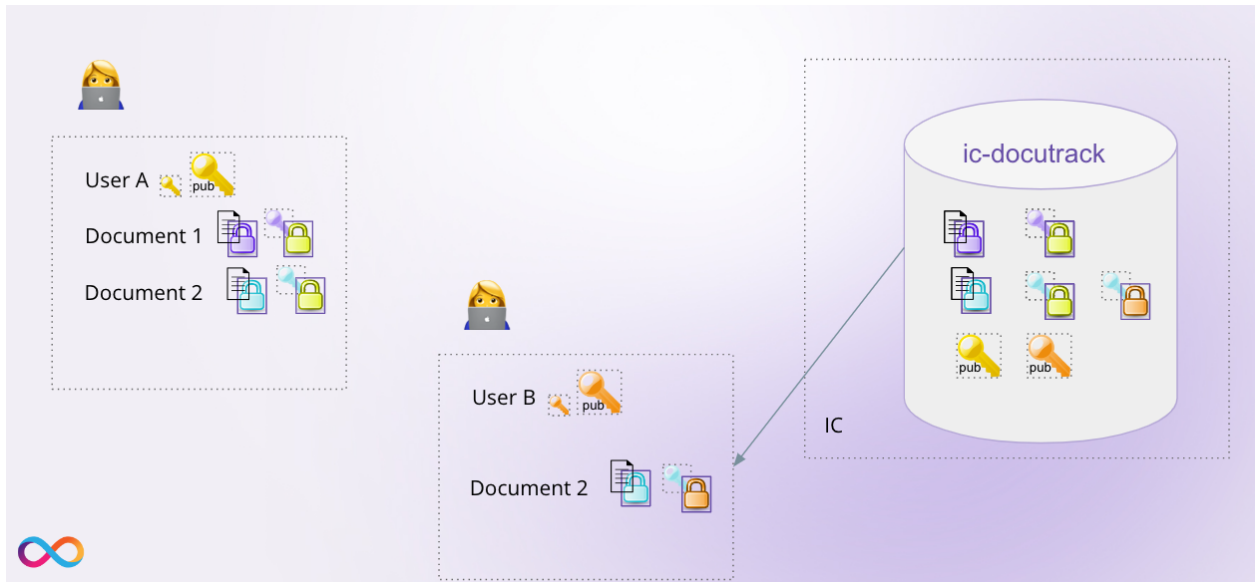 User A
pub
Document 1
Document 2
User B
pub
Document 2
ic-docutrack
pub
pub
IC